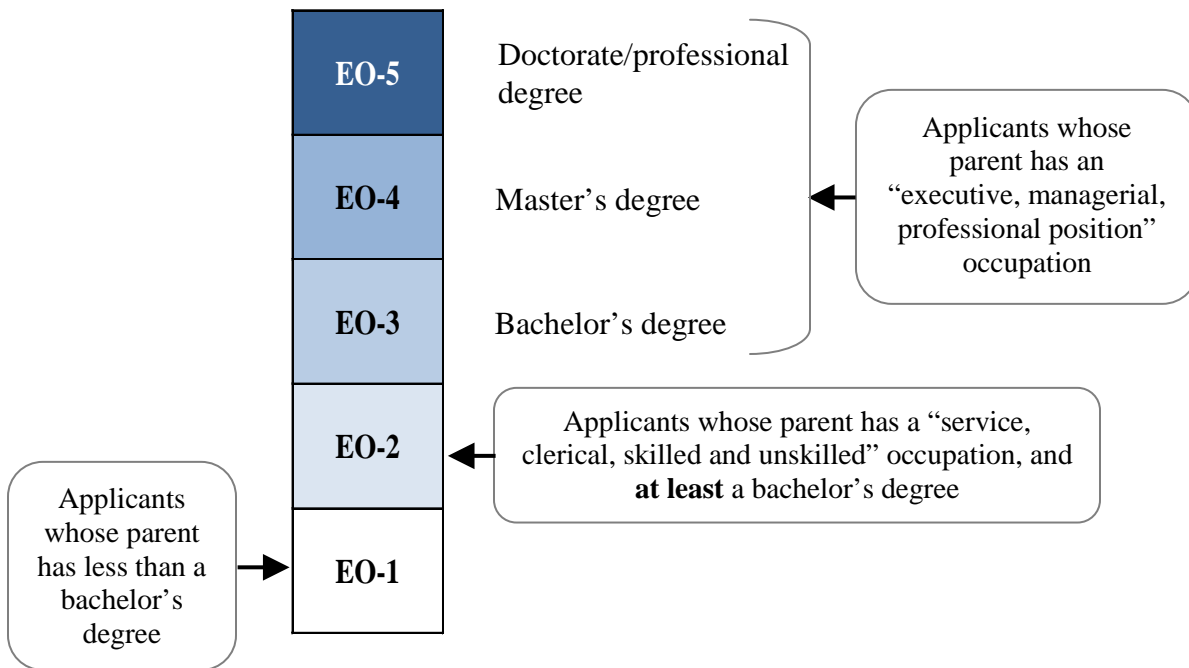 EO-5
Doctorate/professional
degree
Applicants whose
parent has an
“executive, managerial,
professional position”
occupation
EO-4
Master’s degree
EO-3
Bachelor’s degree
EO-2
Applicants whose parent has a “service,
clerical, skilled and unskilled” occupation, and
at least a bachelor’s degree
Applicants
whose parent
has less than a
bachelor’s
degree
EO-1